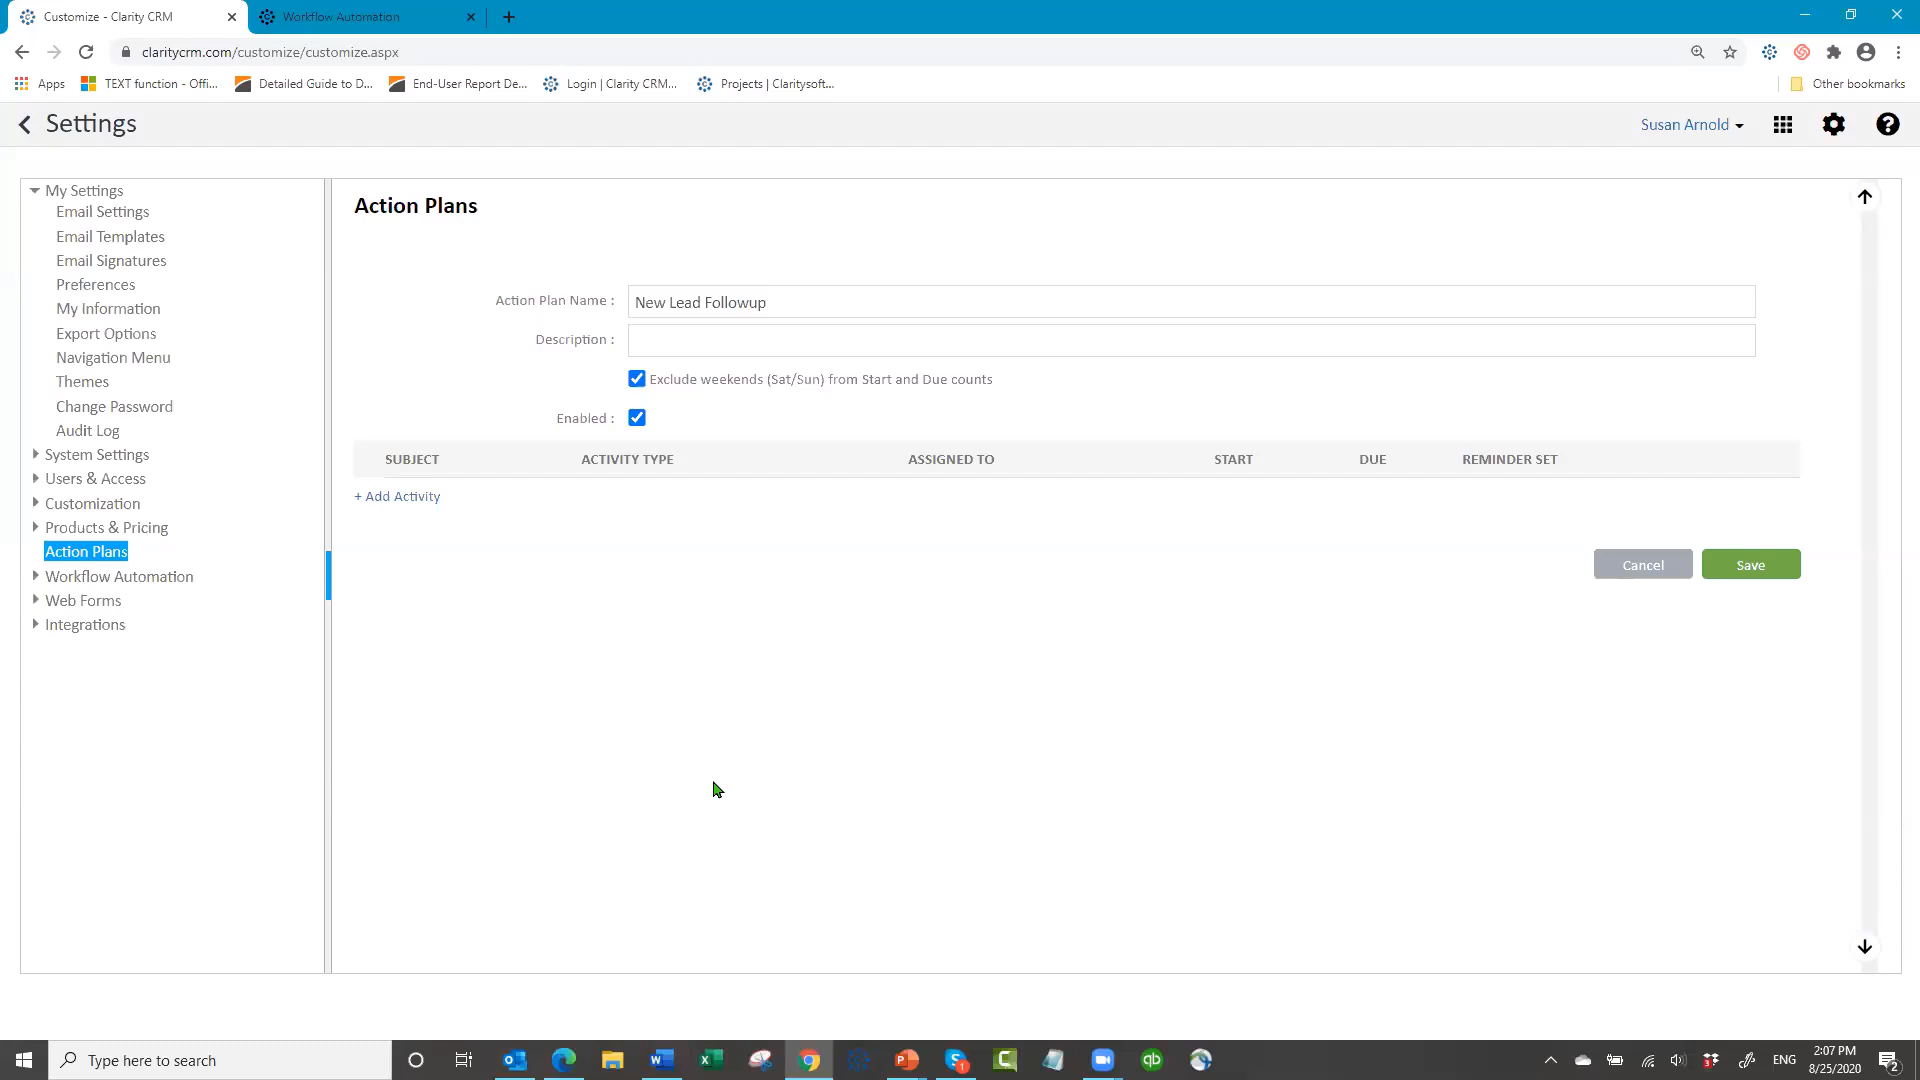 Customize - Clarity CRM
Workflow Automation
claritycrm.com/customize/customize.aspx
Apps
TEXT function - Offi...
Detailed Guide to D...
End-User Report De...
Login | Clarity CRM...
Projects | Claritysoft...
Other bookmarks
Settings
Susan Arnold
My Settings
Email Settings
Email Templates
Email Signatures
Preferences
My Information
Export Options
Navigation Menu
Themes
Change Password
Audit Log
System Settings
Users & Access
Customization
Products & Pricing
Action Plans
Workflow Automation
Web Forms
Integrations
Action Plans
Action Plan Name :
New Lead Followup
Description :
Exclude weekends (Sat/Sun) from Start and Due counts
Enabled :
SUBJECT ACTIVITY TYPE ASSIGNED TO START DUE REMINDER SET
+ Add Activity
Cancel
Save
Type here to search
ENG
2:07 PM
8/25/2020